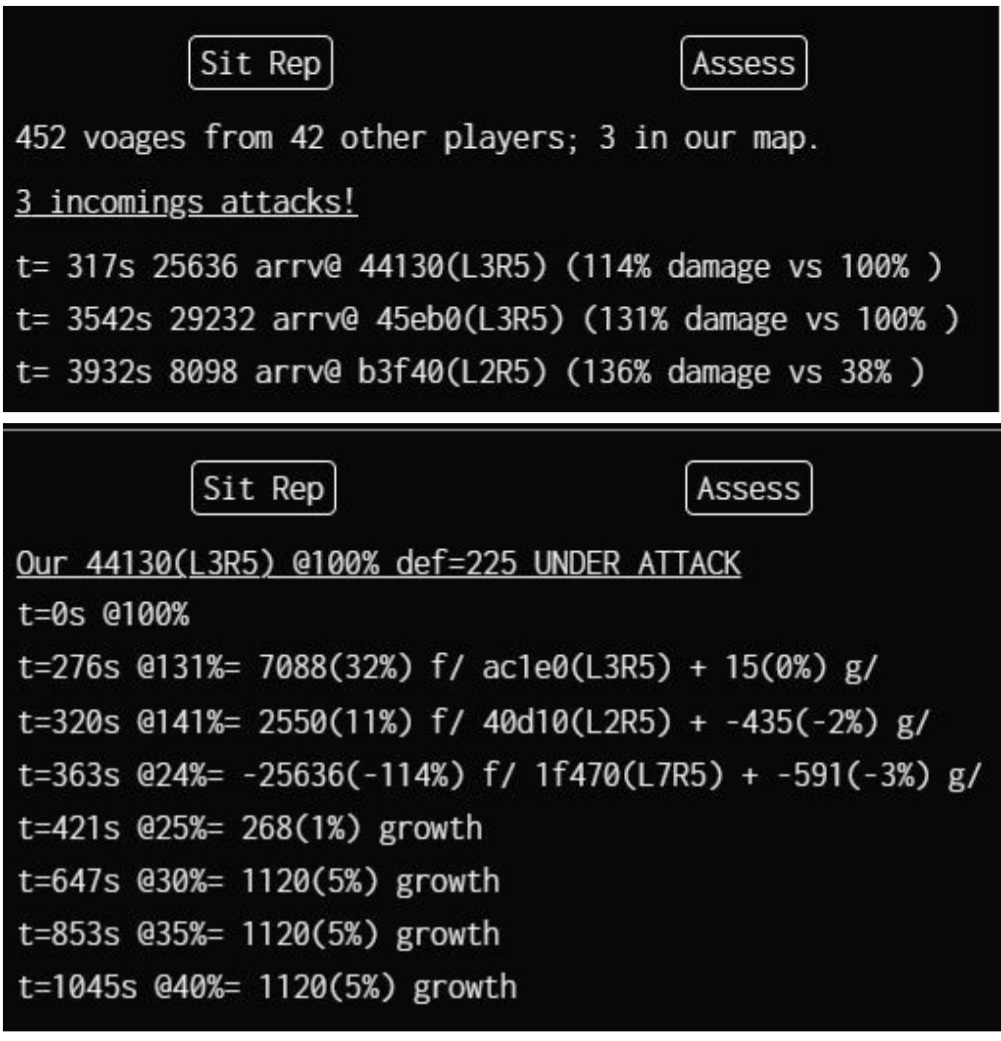 Sit Rep Assess
452 voages from 42 other players; 3 in our map.
3 incomings attacks!
t= 317s 25636 arrv@ 44130(L3R5) (114% damage vs 100% )
t= 3542s 29232 arrv@ 45eb0(L3R5) (131% damage vs 100% )
t= 3932s 8098 arrv@ b3f40(L2R5) (136% damage vs 38% )
Sit Rep Assess
Our 44130(L3R5) @100% def=225 UNDER ATTACK
t=0s @100%
t=276s @131%= 7088(32%) f/ ac1e0(L3R5) + 15(0%) g/
t=320s @141%= 2550(11%) f/ 40d10(L2R5) + -435(-2%) g/
t=363s @24%= -25636(-114%) f/ 1f470(L7R5) + -591(-3%) g/
t=421s @25%= 268(1%) growth
t=647s @30%= 1120(5%) growth
t=853s @35%= 1120(5%) growth
t=1045s @40%= 1120(5%) growth